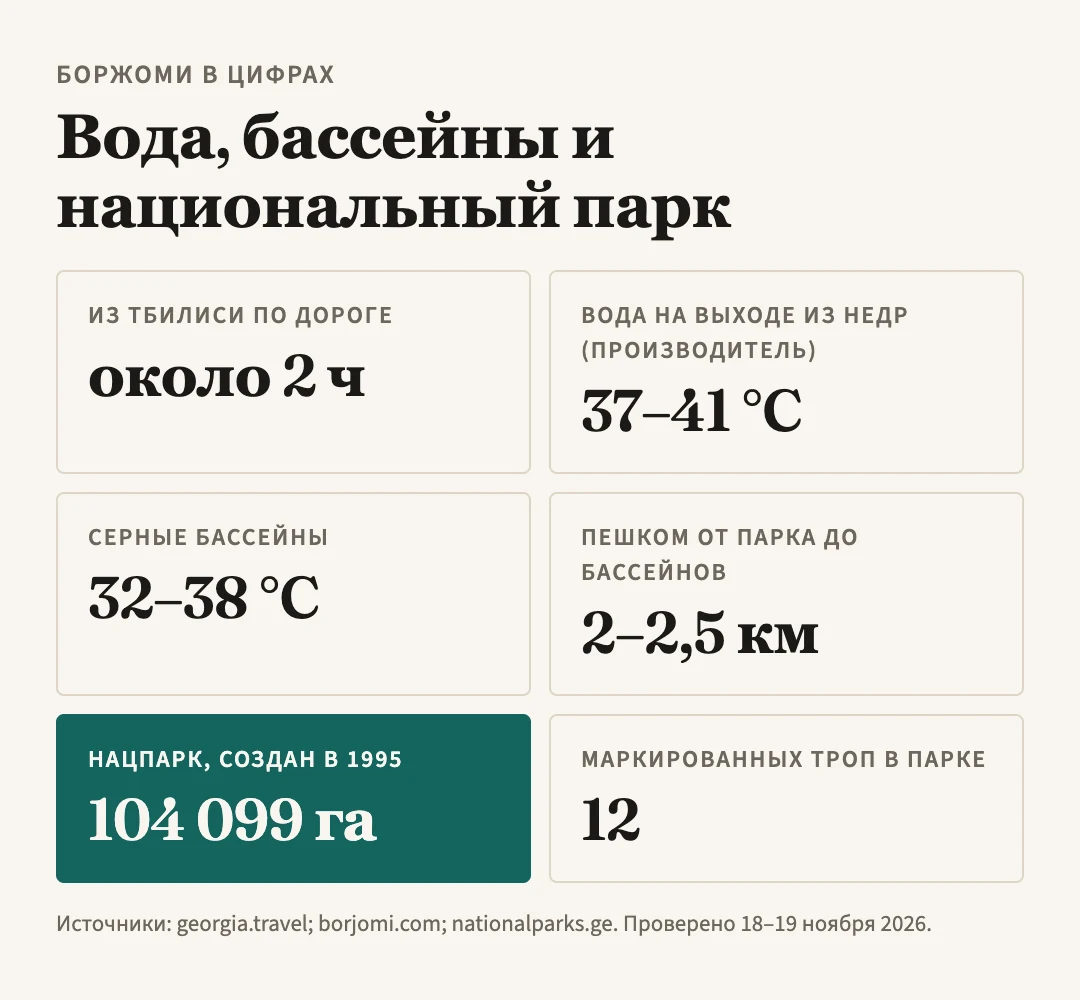 БОРЖОМИ В ЦИФРАХ
Вода, бассейны и
национальный парк
ИЗ ТБИЛИСИ ПО ДОРОГЕ
около 2 ч
ВОДА НА ВЫХОДЕ ИЗ НЕДР
(ПРОИЗВОДИТЕЛЬ)
37–41 °C
СЕРНЫЕ БАССЕЙНЫ
32–38 °C
ПЕШКОМ ОТ ПАРКА ДО
БАССЕЙНОВ
2–2,5 км
НАЦПАРК, СОЗДАН В 1995
104 099 га
МАРКИРОВАННЫХ ТРОП В ПАРКЕ
12
Источники: georgia.travel; borjomi.com; nationalparks.ge. Проверено 18–19 ноября 2026.